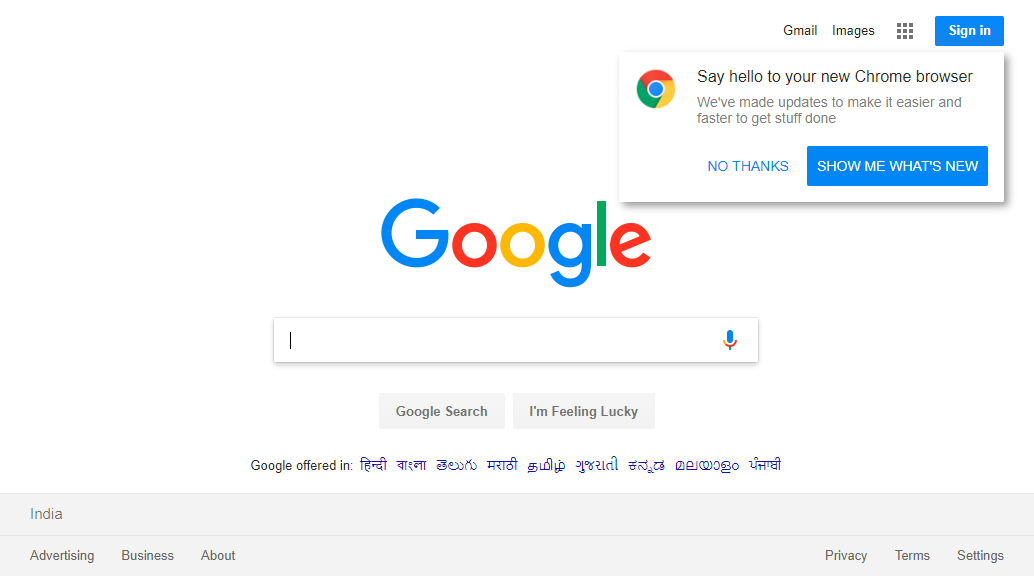 Gmail Images Sign in
Say hello to your new Chrome browser
We've made updates to make it easier and
faster to get stuff done
NO THANKS SHOW ME WHAT'S NEW
Google
Google Search I'm Feeling Lucky
Google offered in: हिन्दी বাংলা తెలుగు मराठी தமிழ் ગુજરાતી ಕನ್ನಡ മലയാളം ਪੰਜਾਬੀ
India
Advertising Business About Privacy Terms Settings